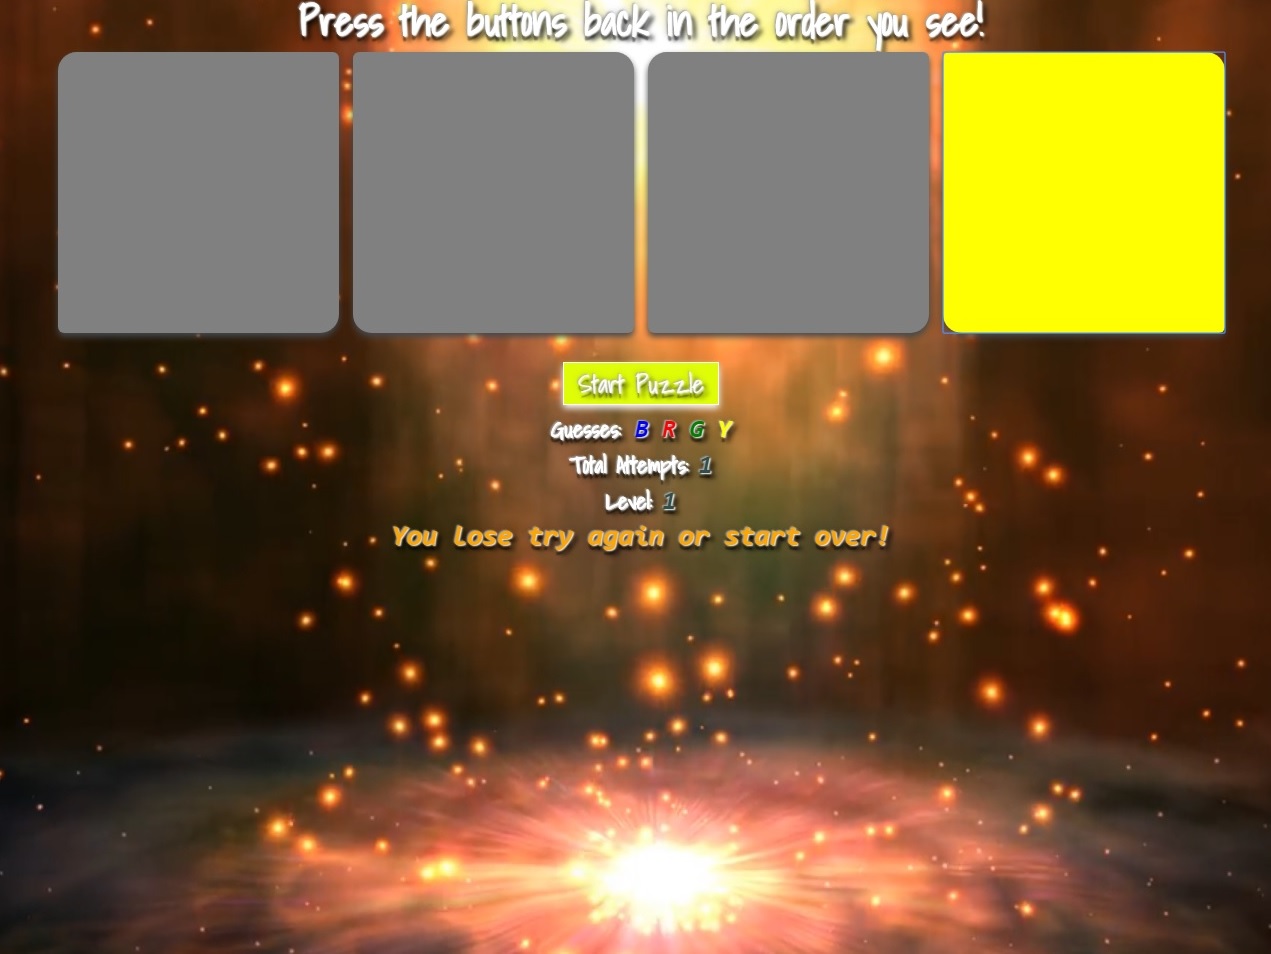 Press the buttons back in the order you see!
Start Puzzle
Guesses: B R G Y
Total Attempts: 1
Level: 1
You lose try again or start over!